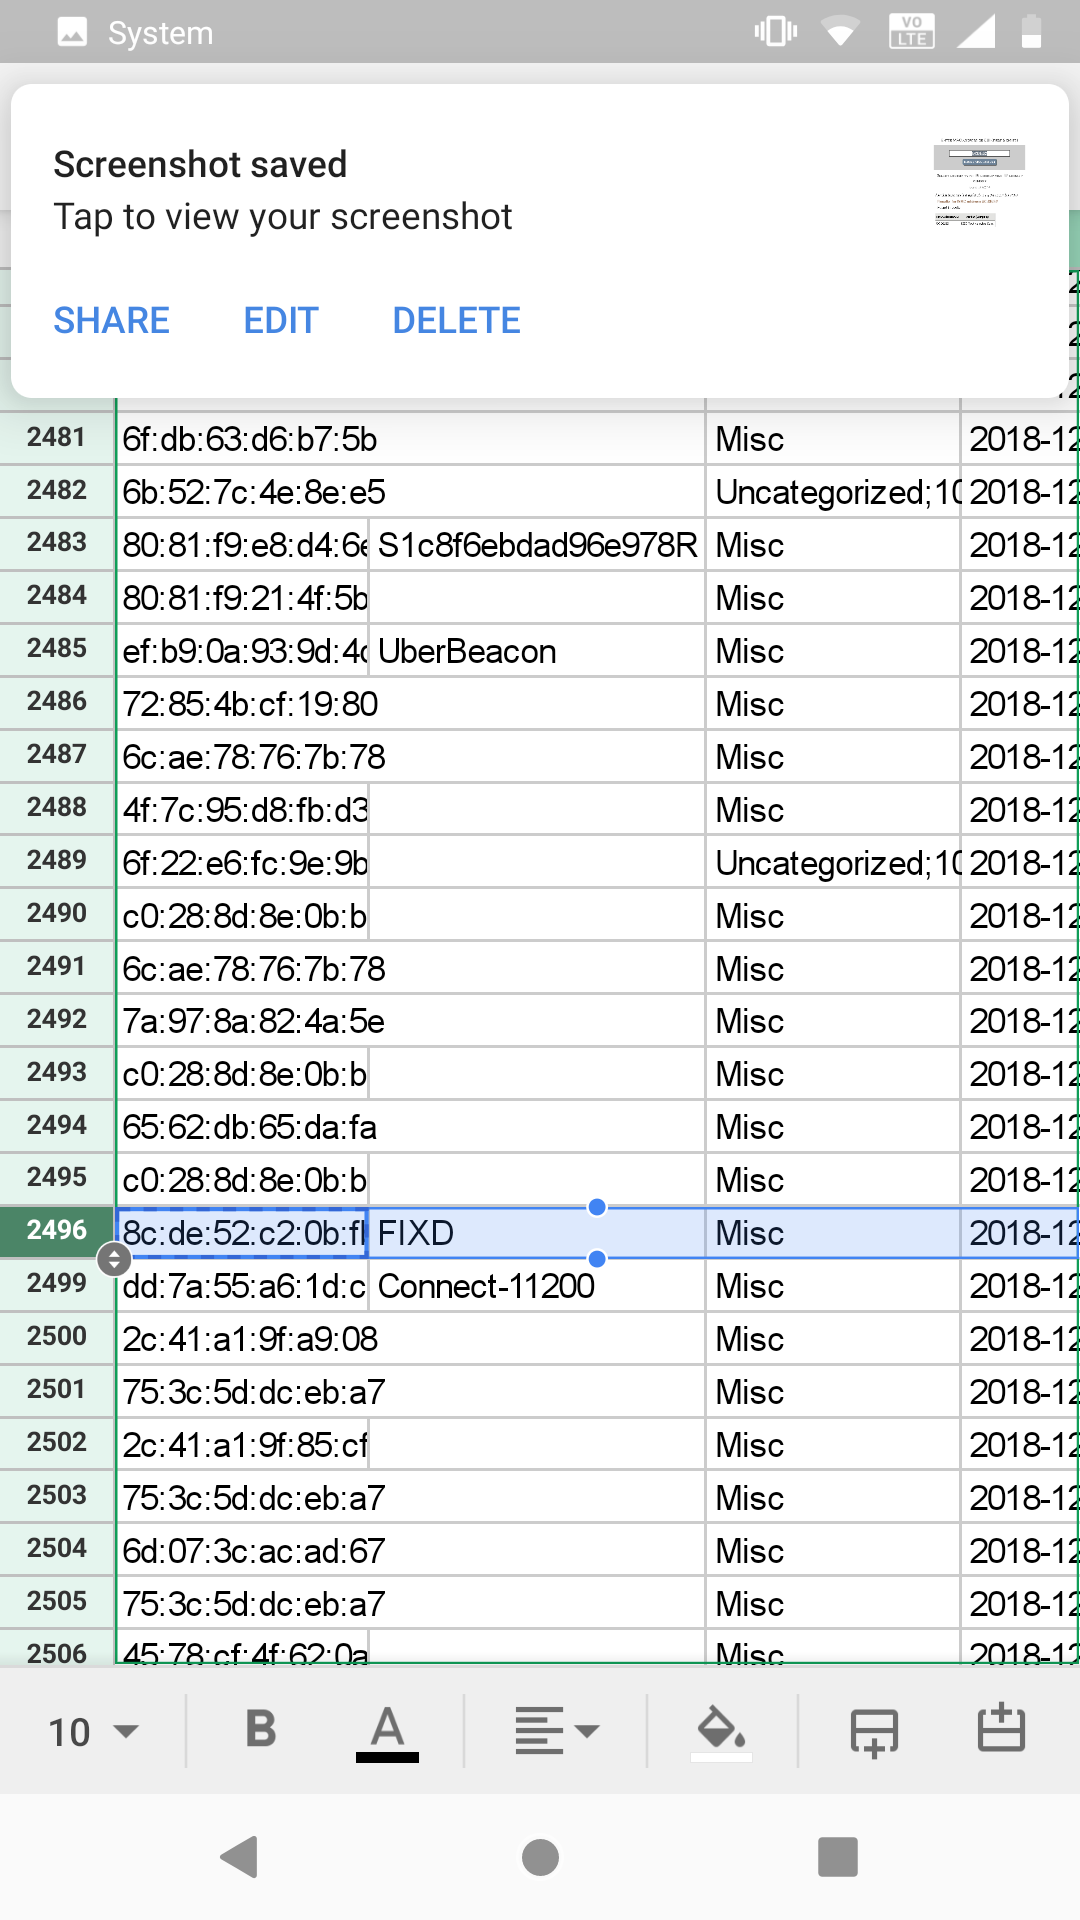 System
VO LTE
Screenshot saved
Tap to view your screenshot
SHARE EDIT DELETE
2481 6f:db:63:d6:b7:5b Misc 2018-12
2482 6b:52:7c:4e:8e:e5 Uncategorized;10 2018-12
2483 80:81:f9:e8:d4:6e S1c8f6ebdad96e978R Misc 2018-12
2484 80:81:f9:21:4f:5b Misc 2018-12
2485 ef:b9:0a:93:9d:4c UberBeacon Misc 2018-12
2486 72:85:4b:cf:19:80 Misc 2018-12
2487 6c:ae:78:76:7b:78 Misc 2018-12
2488 4f:7c:95:d8:fb:d3 Misc 2018-12
2489 6f:22:e6:fc:9e:9b Uncategorized;10 2018-12
2490 c0:28:8d:8e:0b:b Misc 2018-12
2491 6c:ae:78:76:7b:78 Misc 2018-12
2492 7a:97:8a:82:4a:5e Misc 2018-12
2493 c0:28:8d:8e:0b:b Misc 2018-12
2494 65:62:db:65:da:fa Misc 2018-12
2495 c0:28:8d:8e:0b:b Misc 2018-12
2496 8c:de:52:c2:0b:f FIXD Misc 2018-12
2499 dd:7a:55:a6:1d:c Connect-11200 Misc 2018-12
2500 2c:41:a1:9f:a9:08 Misc 2018-12
2501 75:3c:5d:dc:eb:a7 Misc 2018-12
2502 2c:41:a1:9f:85:cf Misc 2018-12
2503 75:3c:5d:dc:eb:a7 Misc 2018-12
2504 6d:07:3c:ac:ad:67 Misc 2018-12
2505 75:3c:5d:dc:eb:a7 Misc 2018-12
2506 45:78:cf:4f:62:0a Misc 2018-12
10 B A